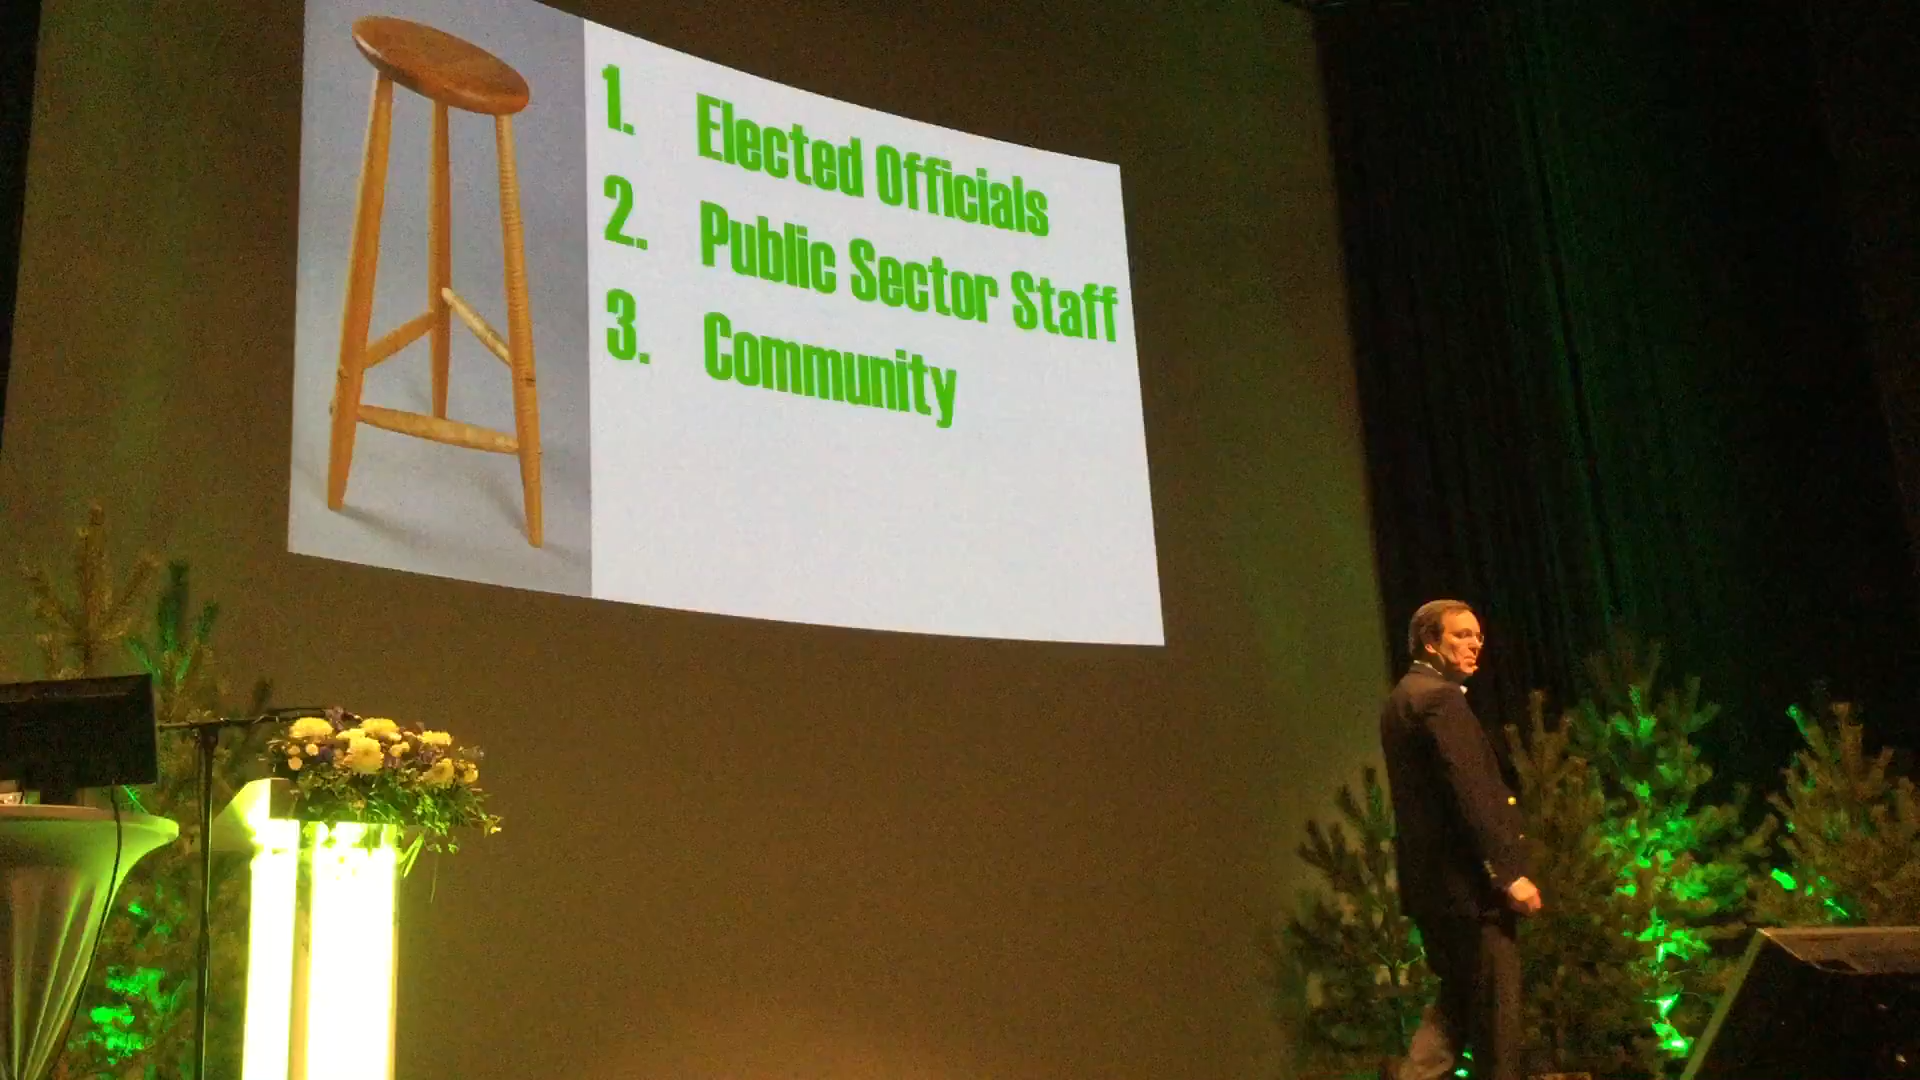 1. Elected Officials
2. Public Sector Staff
3. Community